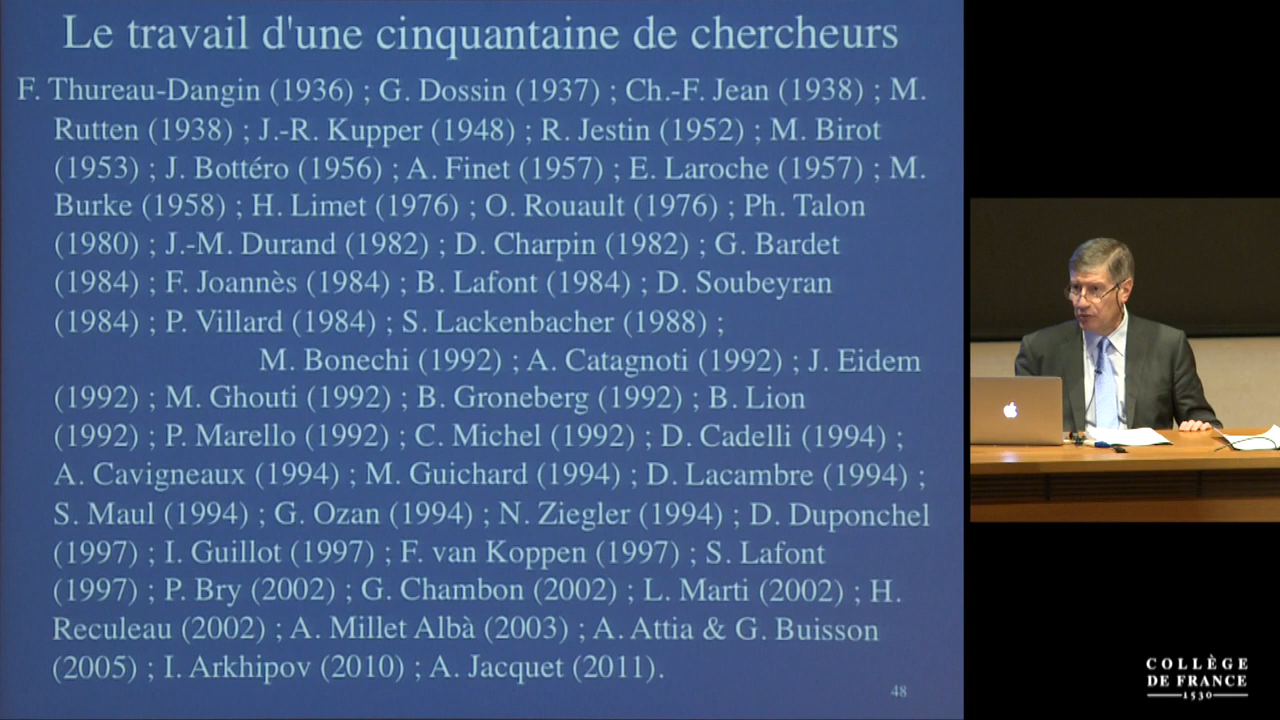 Le travail d'une cinquantaine de chercheurs
F. Thureau-Dangin (1936) ; G. Dossin (1937) ; Ch.-F. Jean (1938) ; M.
Rutten (1938) ; J.-R. Kupper (1948) ; R. Jestin (1952) ; M. Birot
(1953) ; J. Bottéro (1956) ; A. Finet (1957) ; E. Laroche (1957) ; M.
Burke (1958) ; H. Limet (1976) ; O. Rouault (1976) ; Ph. Talon
(1980) ; J.-M. Durand (1982) ; D. Charpin (1982) ; G. Bardet
(1984) ; F. Joannès (1984) ; B. Lafont (1984) ; D. Soubeyran
(1984) ; P. Villard (1984) ; S. Lackenbacher (1988) ;
M. Bonechi (1992) ; A. Catagnoti (1992) ; J. Eidem
(1992) ; M. Ghouti (1992) ; B. Groneberg (1992) ; B. Lion
(1992) ; P. Marello (1992) ; C. Michel (1992) ; D. Cadelli (1994) ;
A. Cavigneaux (1994) ; M. Guichard (1994) ; D. Lacambre (1994) ;
S. Maul (1994) ; G. Ozan (1994) ; N. Ziegler (1994) ; D. Duponchel
(1997) ; I. Guillot (1997) ; F. van Koppen (1997) ; S. Lafont
(1997) ; P. Bry (2002) ; G. Chambon (2002) ; L. Marti (2002) ; H.
Reculeau (2002) ; A. Millet Albà (2003) ; A. Attia & G. Buisson
(2005) ; I. Arkhipov (2010) ; A. Jacquet (2011).
48
COLLÈGE
DE FRANCE
1530